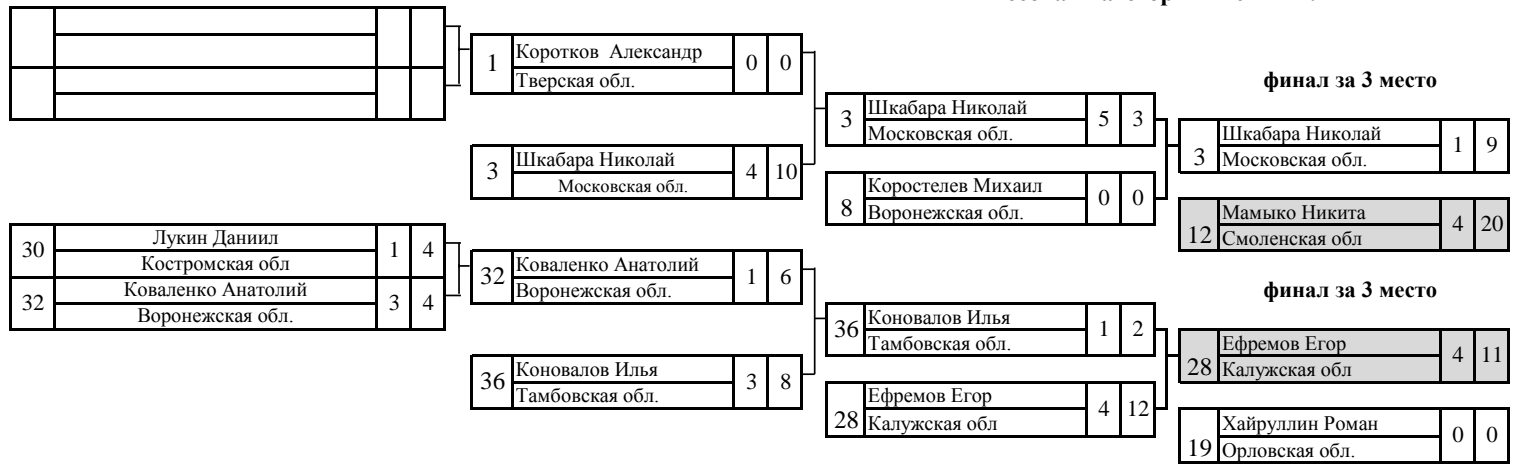 1 Коротков Александр 0 0
Тверская обл.
3 Шкабара Николай 4 10
Московская обл.
30 Лукин Даниил 1 4
Костромская обл
32 Коваленко Анатолий 3 4
Воронежская обл.
32 Коваленко Анатолий 1 6
Воронежская обл.
36 Коновалов Илья 3 8
Тамбовская обл.
3 Шкабара Николай 5 3
Московская обл.
8 Коростелев Михаил 0 0
Воронежская обл.
36 Коновалов Илья 1 2
Тамбовская обл.
28 Ефремов Егор 4 12
Калужская обл
финал за 3 место
3 Шкабара Николай 1 9
Московская обл.
12 Мамыко Никита 4 20
Смоленская обл
финал за 3 место
28 Ефремов Егор 4 11
Калужская обл
19 Хайруллин Роман 0 0
Орловская обл.